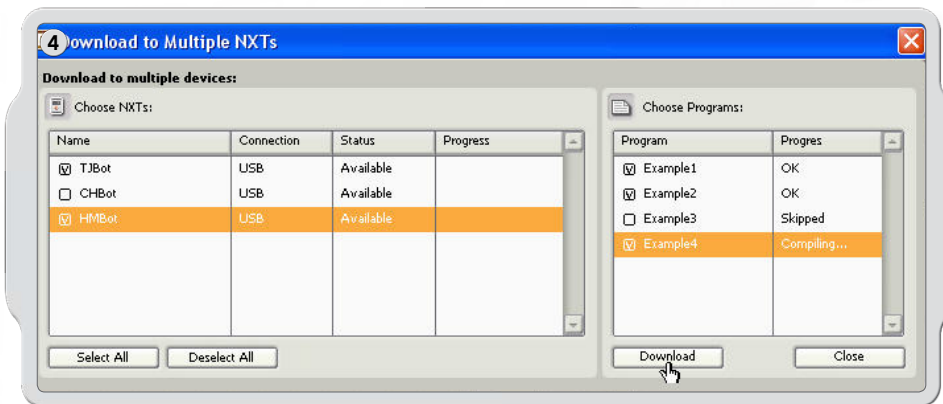 4 Download to Multiple NXTs
Download to multiple devices:
Choose NXTs:
Name Connection Status Progress
TJBot USB Available
CHBot USB Available
HMBot USB Available
Select All Deselect All
Choose Programs:
Program Progres
Example1 OK
Example2 OK
Example3 Skipped
Example4 Compiling...
Download Close